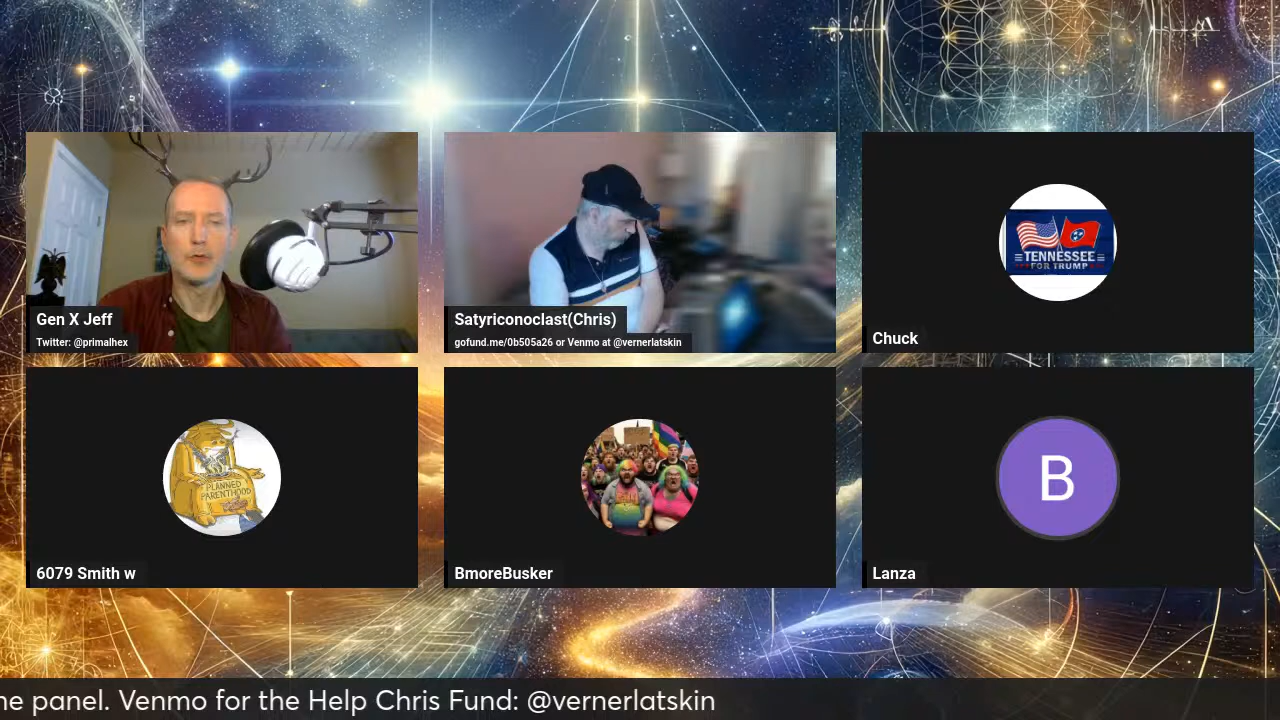 Gen X Jeff
Twitter: @primalhex
Satyriconoclast(Chris)
gofund.me/0b505a26 or Venmo at @vernerlatskin
TENNESSEE
FOR TRUMP
Chuck
PLANNED
PARENTHOOD
6079 Smith w
BmoreBusker
B
Lanza
ne panel. Venmo for the Help Chris Fund: @vernerlatskin